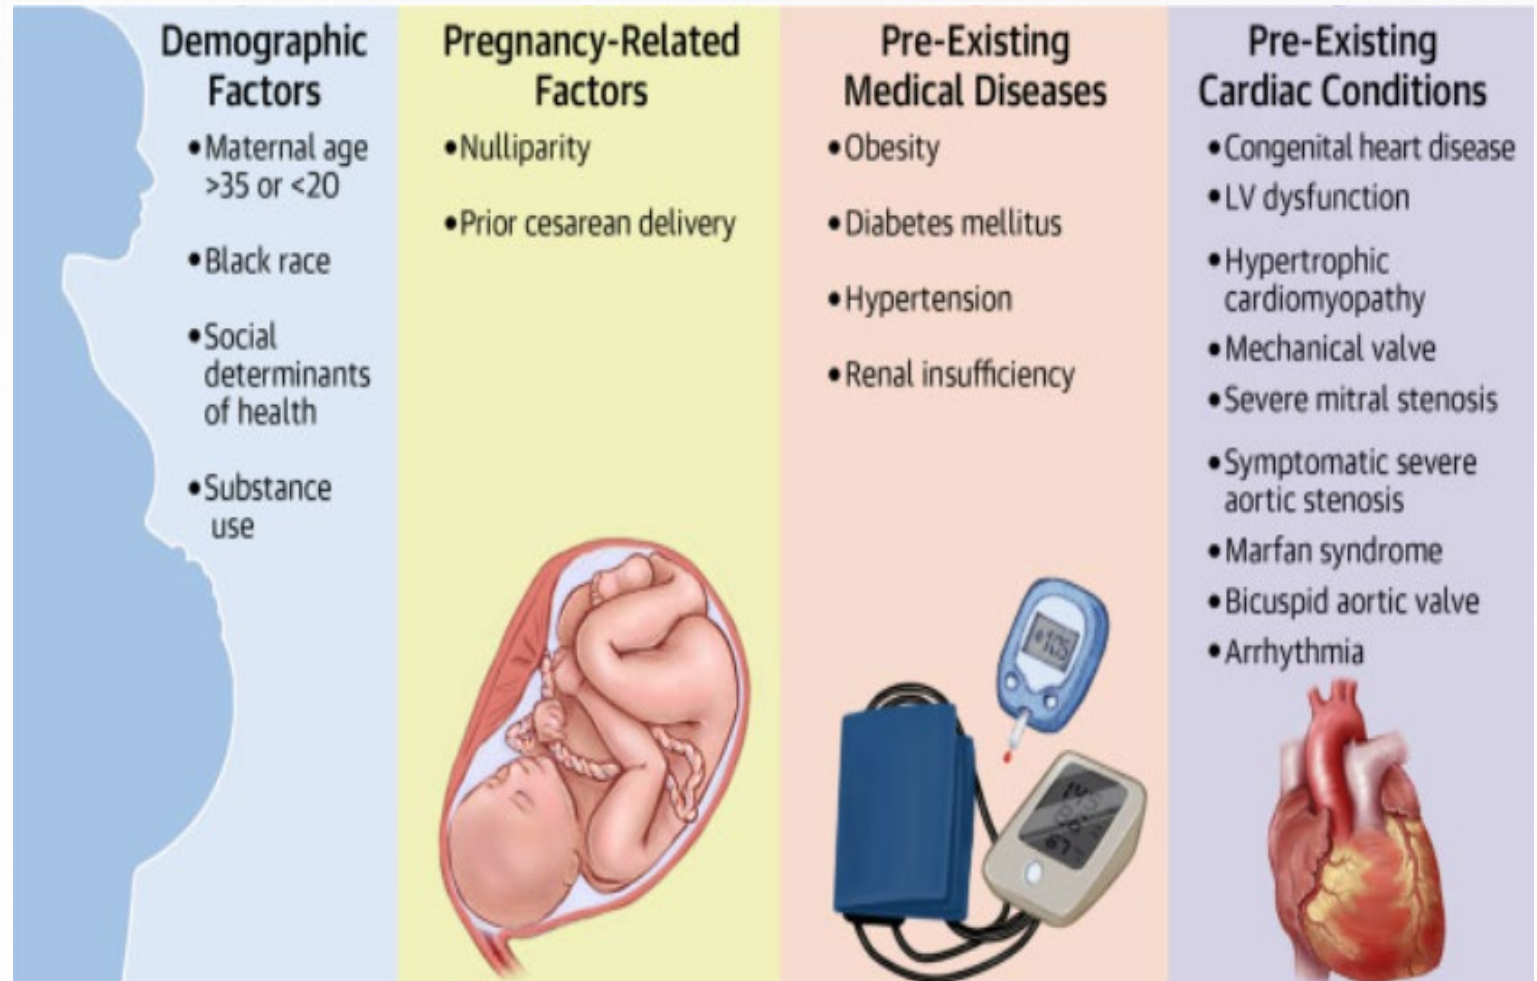 Demographic
Factors
•Maternal age
>35 or <20
•Black race
•Social
determinants
of health
•Substance
use
Pregnancy-Related
Factors
•Nulliparity
•Prior cesarean delivery
Pre-Existing
Medical Diseases
•Obesity
•Diabetes mellitus
•Hypertension
•Renal insufficiency
Pre-Existing
Cardiac Conditions
•Congenital heart disease
•LV dysfunction
•Hypertrophic
cardiomyopathy
•Mechanical valve
•Severe mitral stenosis
•Symptomatic severe
aortic stenosis
•Marfan syndrome
•Bicuspid aortic valve
•Arrhythmia